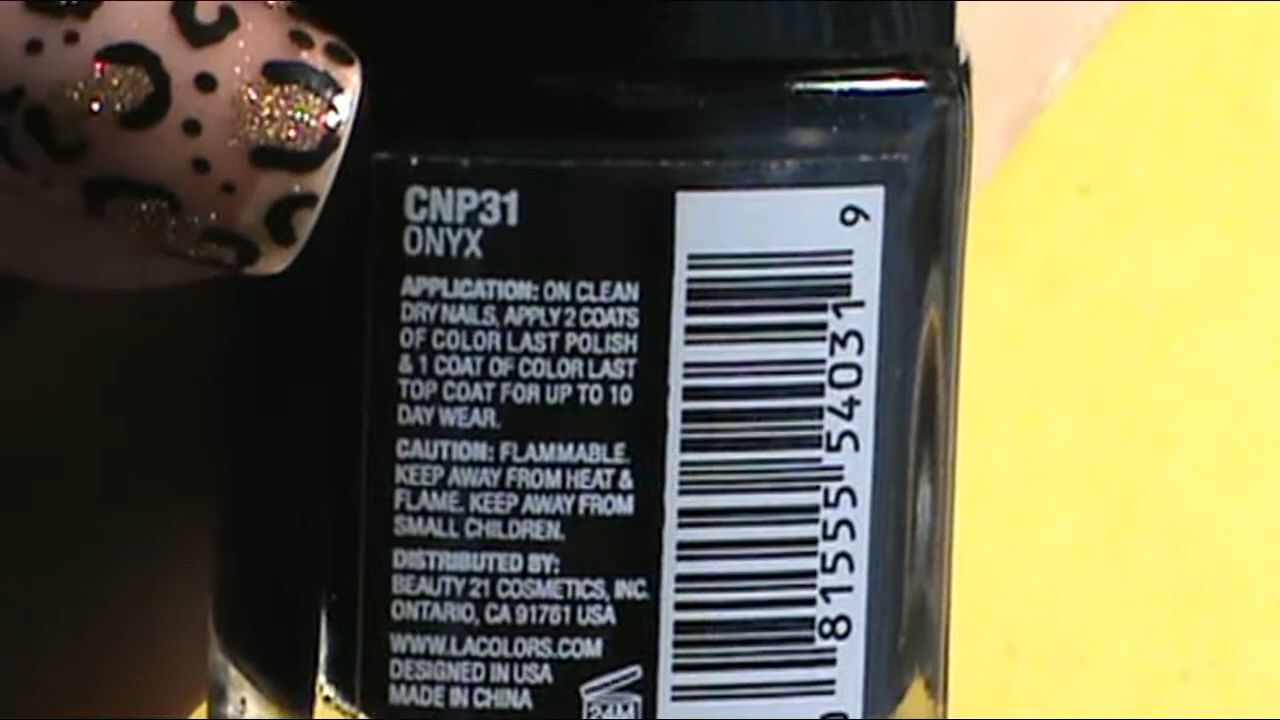 CNP31
ONYX
APPLICATION: ON CLEAN
DRY NAILS, APPLY 2 COATS
OF COLOR LAST POLISH
& 1 COAT OF COLOR LAST
TOP COAT FOR UP TO 10
DAY WEAR.
CAUTION: FLAMMABLE.
KEEP AWAY FROM HEAT &
FLAME. KEEP AWAY FROM
SMALL CHILDREN.
DISTRIBUTED BY:
BEAUTY 21 COSMETICS, INC.
ONTARIO, CA 91761 USA
WWW.LACOLORS.COM
DESIGNED IN USA
MADE IN CHINA
24M
0 81555 54031 9